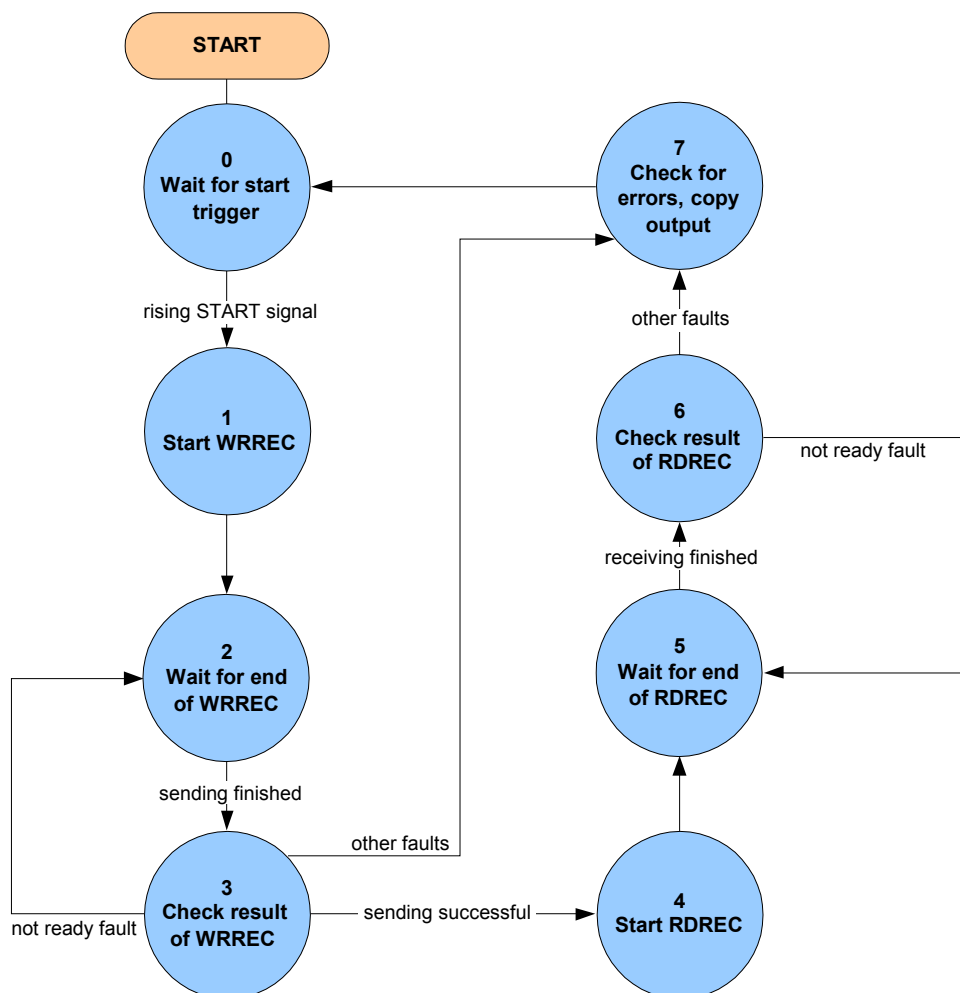 START
0
Wait for start
trigger
7
Check for
errors, copy
output
rising START signal
other faults
1
Start WRREC
6
Check result
of RDREC
not ready fault
receiving finished
2
Wait for end
of WRREC
5
Wait for end
of RDREC
sending finished
other faults
3
Check result
of WRREC
not ready fault
sending successful
4
Start RDREC